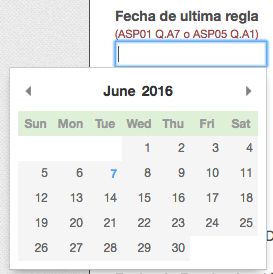 Fecha de ultima regla
(ASP01 Q.A7 o ASP05 Q.A1)
June 2016
Sun Mon Tue Wed Thu Fri Sat
1 2 3 4
5 6 7 8 9 10 11
12 13 14 15 16 17 18
19 20 21 22 23 24 25
26 27 28 29 30